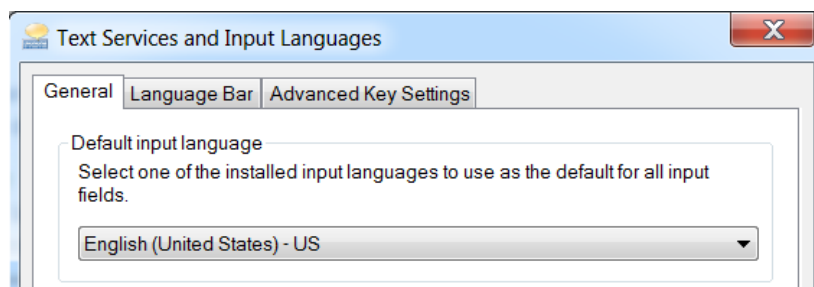 Text Services and Input Languages
General
Language Bar
Advanced Key Settings
Default input language
Select one of the installed input languages to use as the default for all input
fields.
English (United States) - US